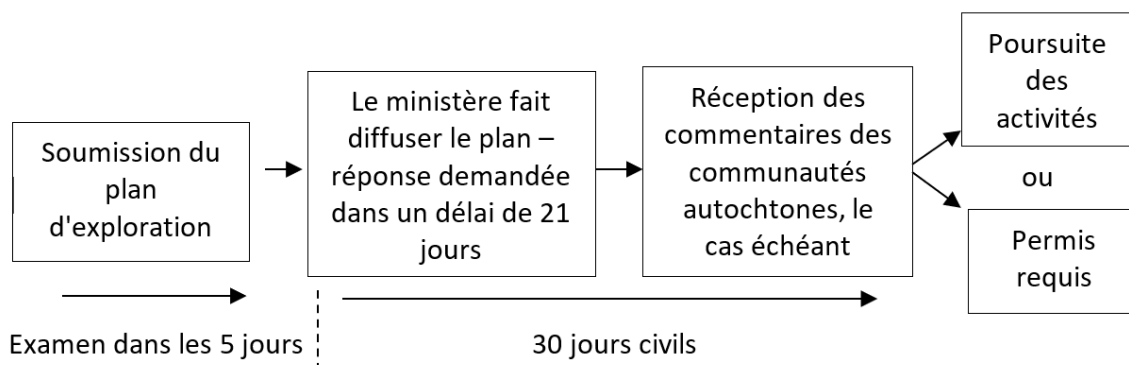 Soumission du
plan
d'exploration
Le ministère fait
diffuser le plan –
réponse demandée
dans un délai de 21
jours
Réception des
commentaires des
communautés
autochtones, le
cas échéant
Poursuite
des
activités
ou
Permis
requis
Examen dans les 5 jours
30 jours civils